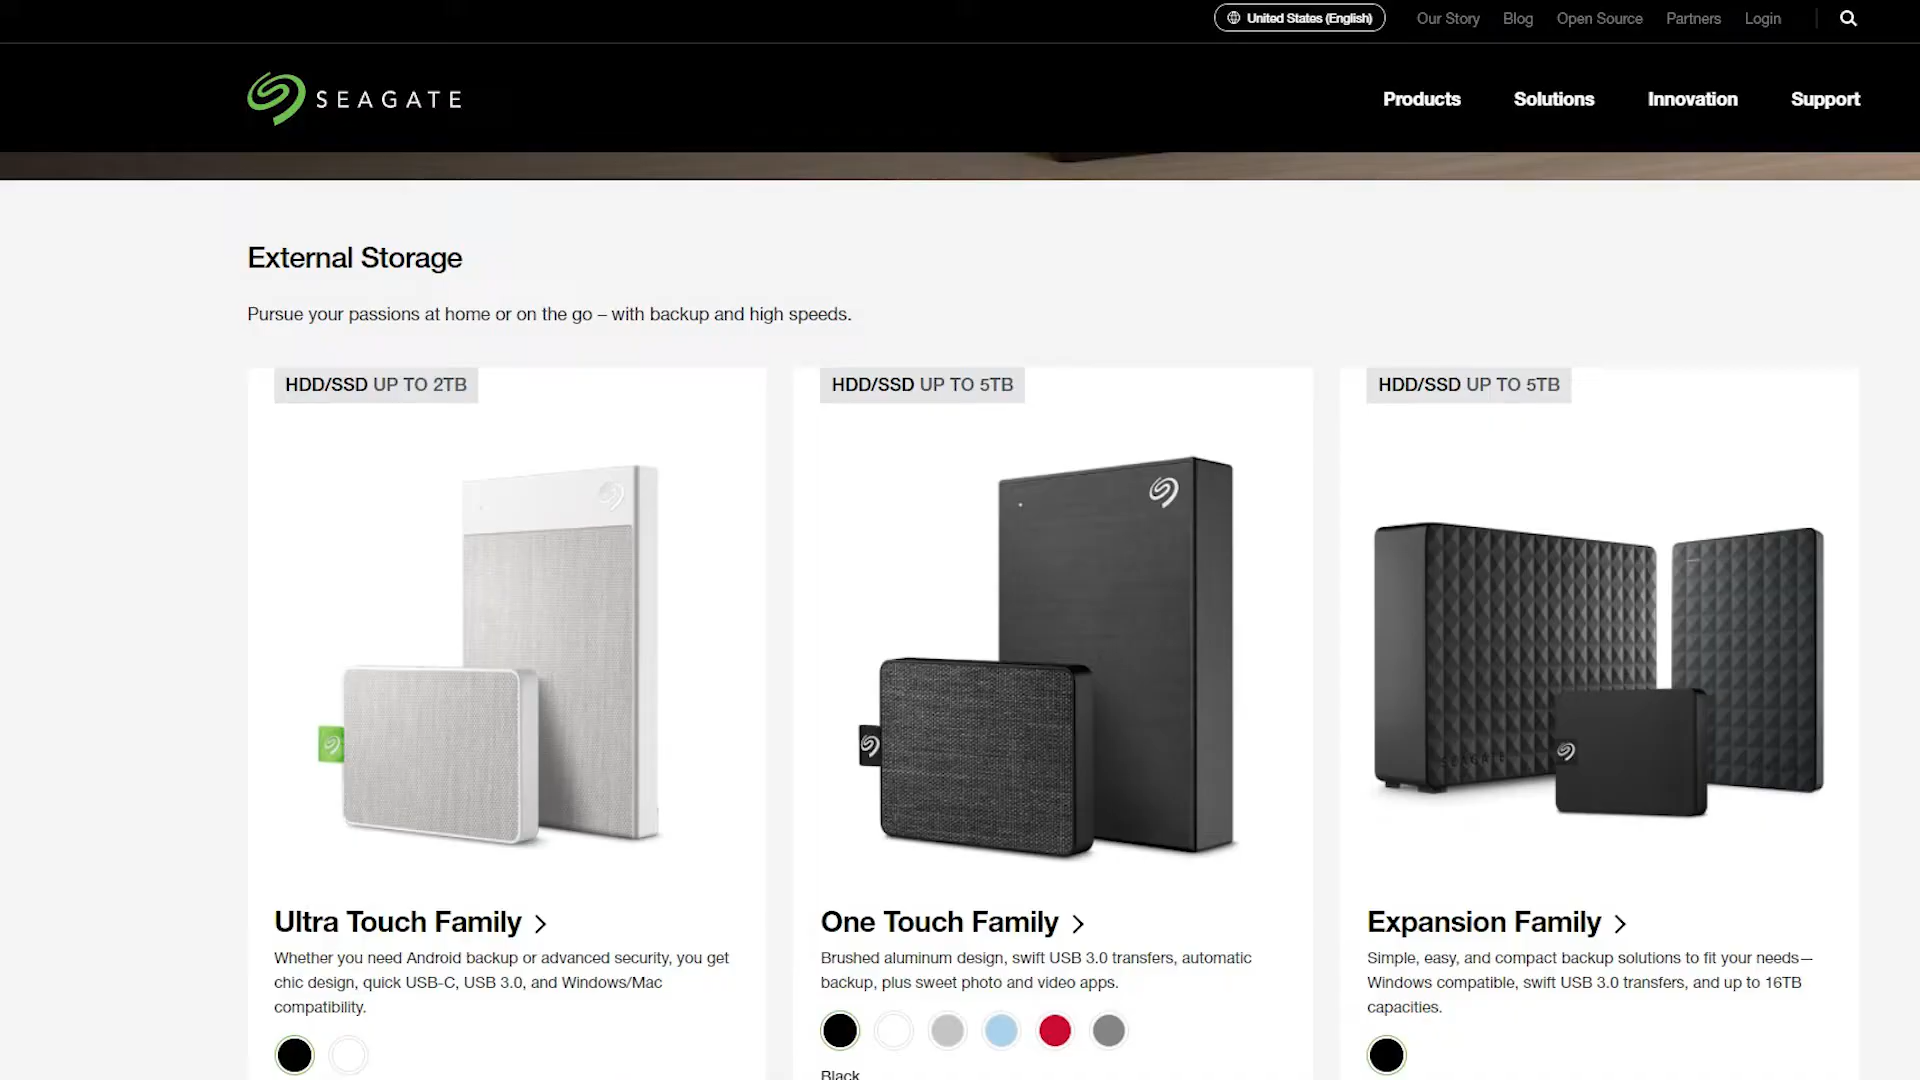 United States (English)
Our Story
Blog
Open Source
Partners
Login
SEAGATE
Products
Solutions
Innovation
Support
External Storage
Pursue your passions at home or on the go – with backup and high speeds.
HDD/SSD UP TO 2TB
Ultra Touch Family
Whether you need Android backup or advanced security, you get
chic design, quick USB-C, USB 3.0, and Windows/Mac
compatibility.
HDD/SSD UP TO 5TB
One Touch Family
Brushed aluminum design, swift USB 3.0 transfers, automatic
backup, plus sweet photo and video apps.
Black
HDD/SSD UP TO 5TB
SEAGATE
Expansion Family
Simple, easy, and compact backup solutions to fit your needs—
Windows compatible, swift USB 3.0 transfers, and up to 16TB
capacities.